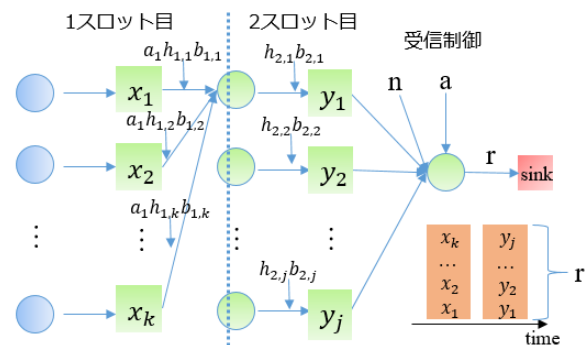 1スロット目
2スロット目
受信制御
a₁h₁,₁b₁,₁
h₂,₁b₂,₁
n
a
x₁
y₁
a₁h₁,₂b₁,₂
h₂,₂b₂,₂
r
x₂
y₂
sink
a₁h₁,ₖb₁,ₖ
⋮
⋮
⋮
⋮
⋮
h₂,ⱼb₂,ⱼ
xₖ
yⱼ
xₖ yⱼ
… …
x₂ y₂
x₁ y₁
r
time